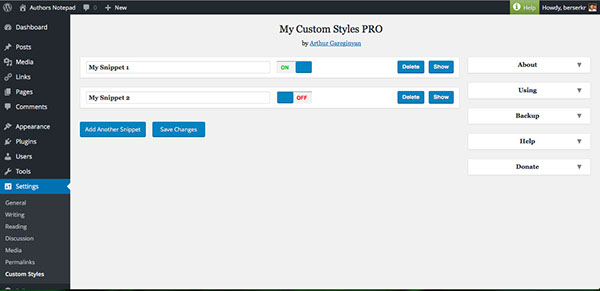 Authors Notepad 0 + New Help Howdy, berserkr
Dashboard
Posts
Media
Links
Pages
Comments
Appearance
Plugins
Users
Tools
Settings
General
Writing
Reading
Discussion
Media
Permalinks
Custom Styles
My Custom Styles PRO
by Arthur Gareginyan
My Snippet 1 ON Delete Show
My Snippet 2 OFF Delete Show
Add Another Snippet Save Changes
About
Using
Backup
Help
Donate